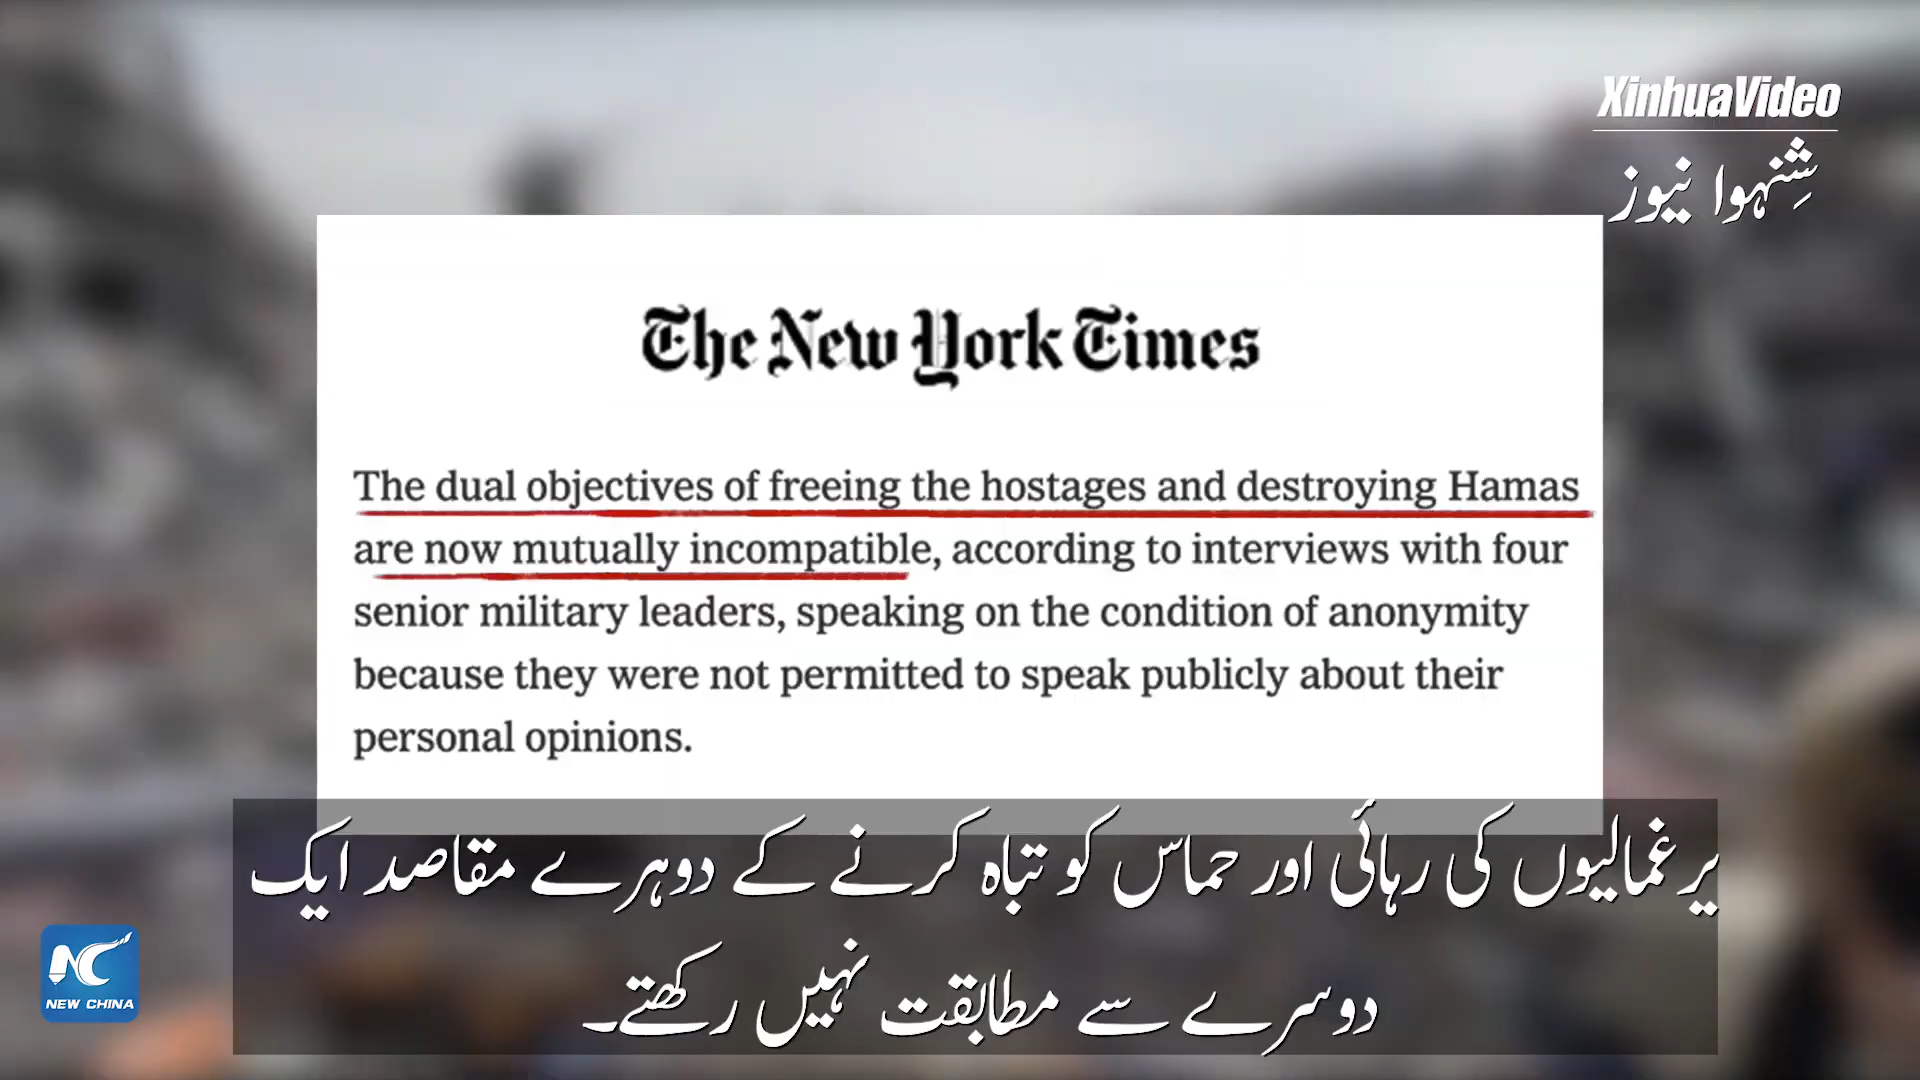 XinhuaVideo
شِنہوا نیوز
The New York Times
The dual objectives of freeing the hostages and destroying Hamas
are now mutually incompatible, according to interviews with four
senior military leaders, speaking on the condition of anonymity
because they were not permitted to speak publicly about their
personal opinions.
یرغمالیوں کی رہائی اور حماس کو تباہ کرنے کے دوہرے مقاصد ایک
دوسرے سے مطابقت نہیں رکھتے۔
NC
NEW CHINA